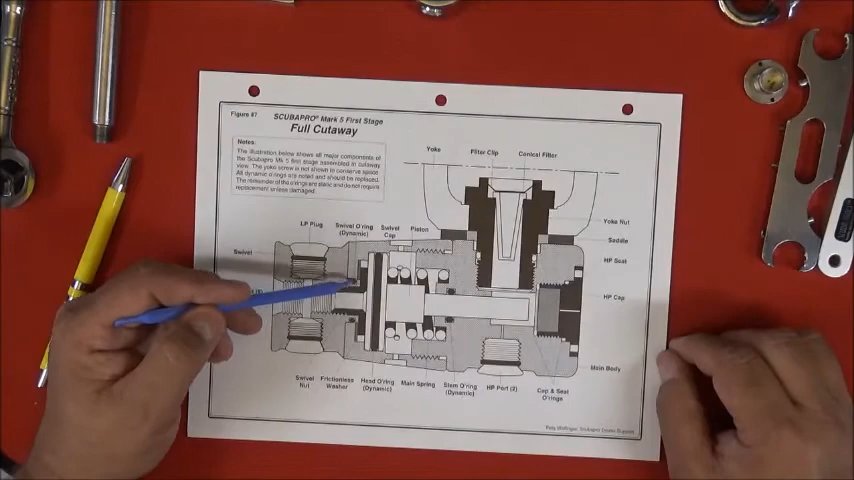 Figure #7
SCUBAPRO® Mark 5 First Stage
Full Cutaway
Notes:
The illustration below shows all major components of an
Scubapro Mk 5 first stage assembled in cutaway
view. The yoke screw is not shown to conserve space
All dynamic o'rings are noted and should be replaced.
The remainder of the o'rings are static and do not require
replacement unless damaged.
Yoke
Filter Clip
Conical Filter
LP Plug
Swivel O'ring
(Dynamic)
Swivel
Cap
Piston
Yoke Nut
Saddle
Swivel
HP Seat
HP Cap
Main Body
Swivel
Nut
Frictionless
Washer
Head O'ring
(Dynamic)
Main Spring
Stem O'ring
(Dynamic)
HP Port (2)
Cap & Seat
O'rings